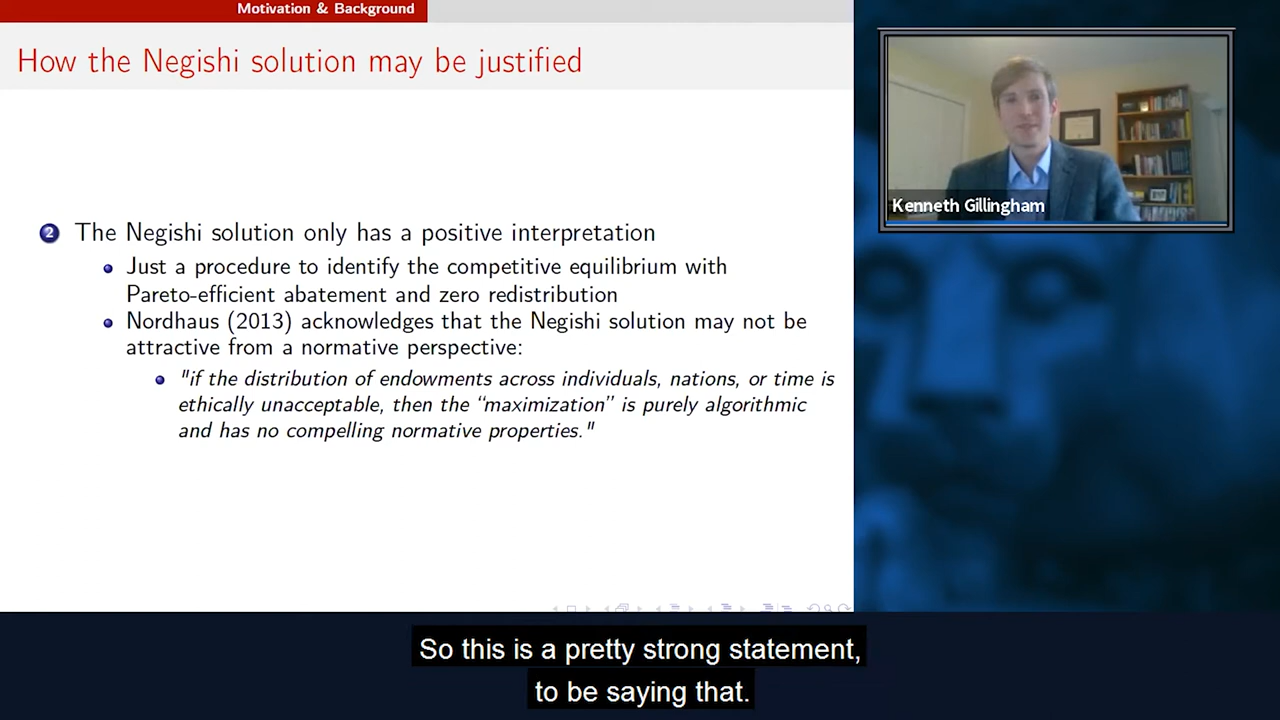 Motivation & Background
How the Negishi solution may be justified
2 The Negishi solution only has a positive interpretation
Just a procedure to identify the competitive equilibrium with
Pareto-efficient abatement and zero redistribution
Nordhaus (2013) acknowledges that the Negishi solution may not be
attractive from a normative perspective:
"if the distribution of endowments across individuals, nations, or time is
ethically unacceptable, then the “maximization” is purely algorithmic
and has no compelling normative properties."
Kenneth Gillingham
So this is a pretty strong statement,
to be saying that.